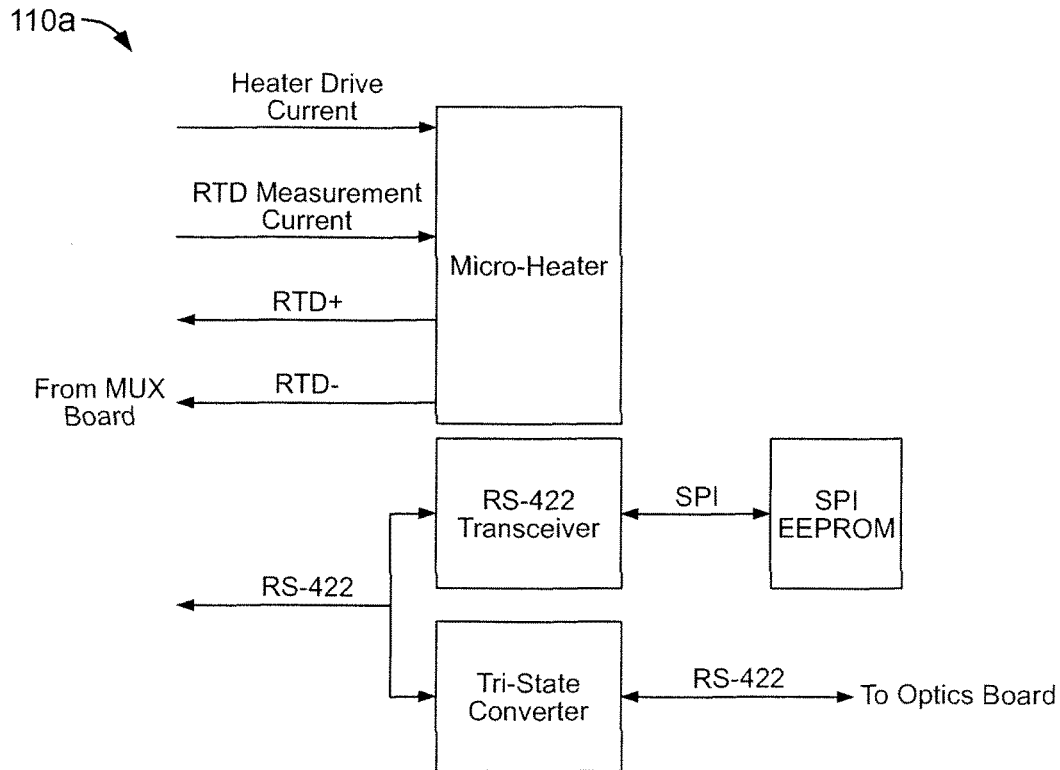 110a
Heater Drive
Current
RTD Measurement
Current
Micro-Heater
RTD+
RTD-
From MUX
Board
RS-422
Transceiver
SPI
SPI
EEPROM
RS-422
Tri-State
Converter
RS-422
To Optics Board